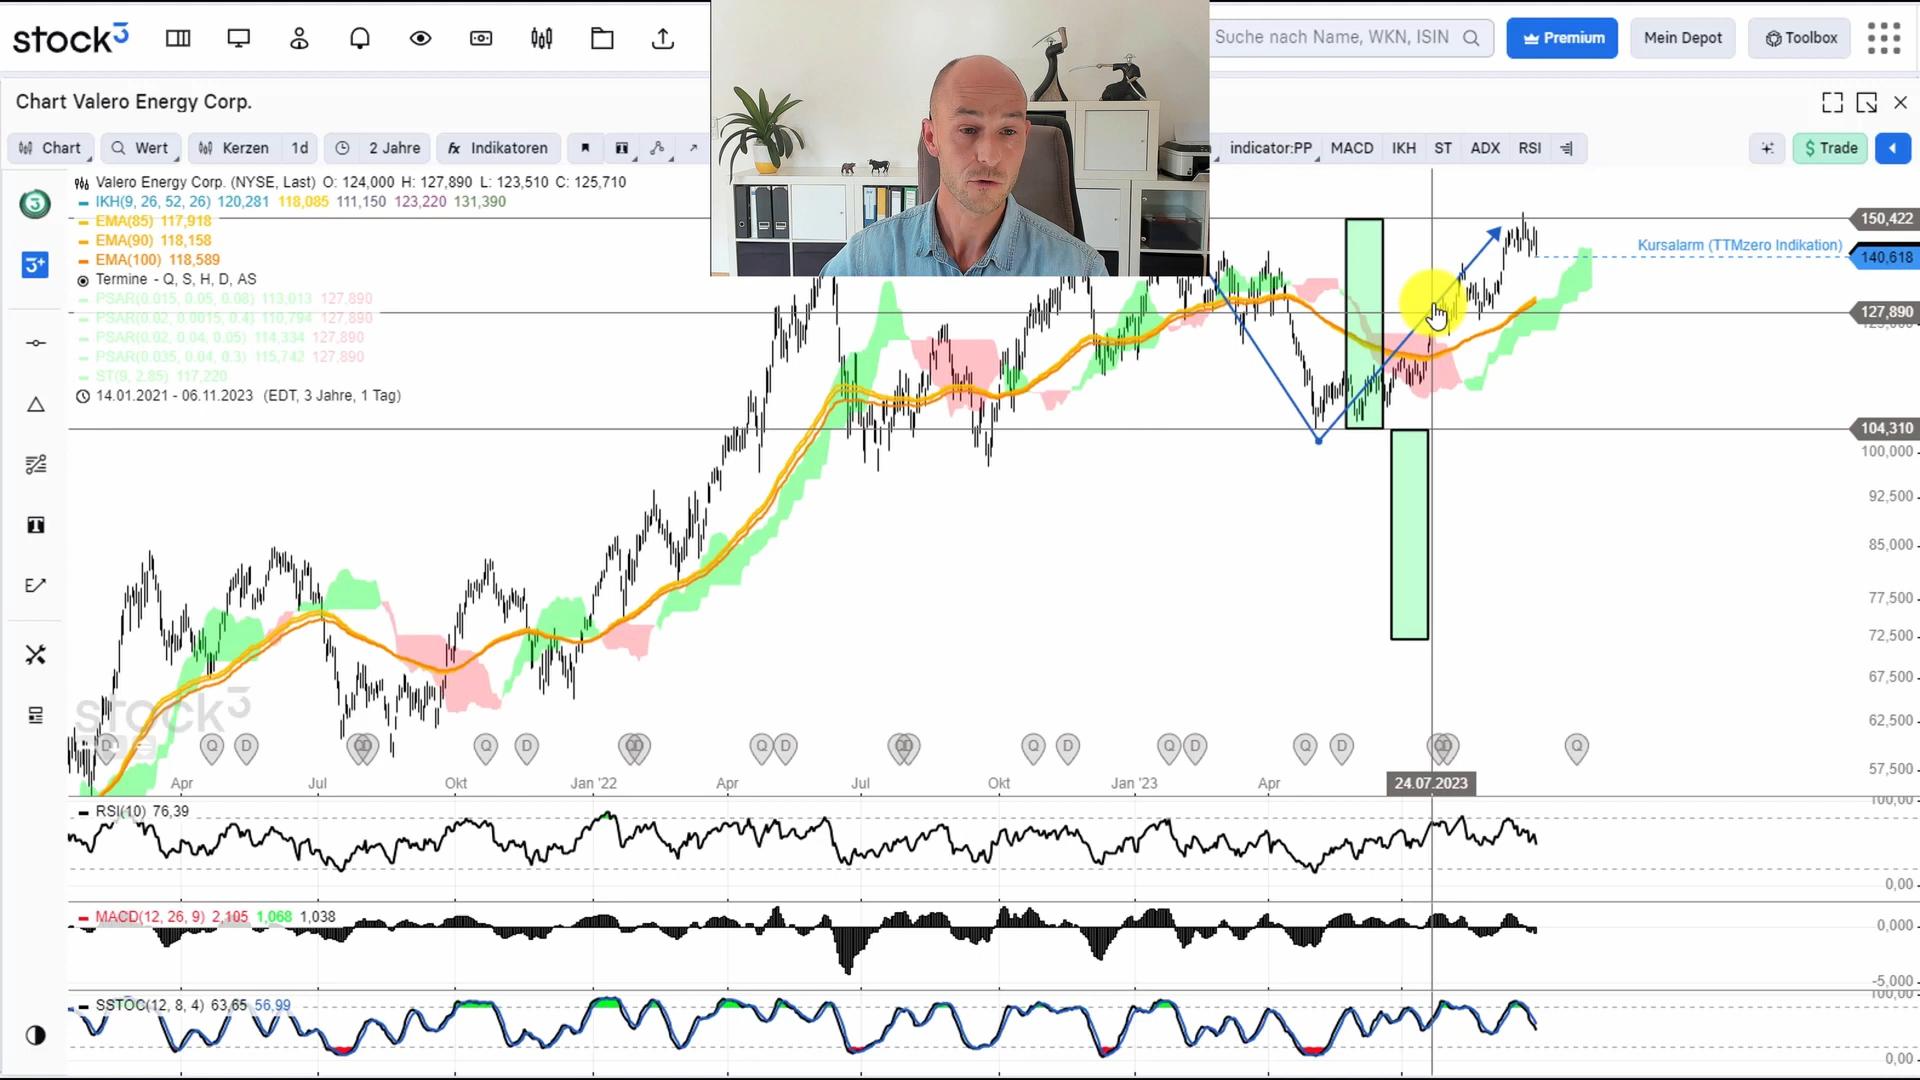 stock3
Suche nach Name, WKN, ISIN
Premium
Mein Depot
Toolbox
Chart Valero Energy Corp.
Chart
Wert
Kerzen
1d
2 Jahre
fx Indikatoren
indicator:PP
MACD
IKH
ST
ADX
RSI
$ Trade
Valero Energy Corp. (NYSE, Last) O: 124,000 H: 127,890 L: 123,510 C: 125,710
IKH(9, 26, 52, 26) 120,281 118,085 111,150 123,220 131,390
EMA(85) 117,918
EMA(90) 118,158
EMA(100) 118,589
Termine - Q, S, H, D, AS
PSAR(0.015, 0.05, 0.08) 113,013 127,890
PSAR(0.02, 0.0015, 0.4) 110,794 127,890
PSAR(0.02, 0.04, 0.05) 114,334 127,890
PSAR(0.035, 0.04, 0.3) 115,742 127,890
ST(9, 2.85) 117,220
14.01.2021 - 06.11.2023 (EDT, 3 Jahre, 1 Tag)
150,422
Kursalarm (TTMzero Indikation)
140,618
127,890
104,310
100,000
92,500
85,000
77,500
72,500
67,500
62,500
57,500
stock3
D Q D Q D Q D Q D Q D Q D Q D
Apr Jul Okt Jan '22 Apr Jul Okt Jan '23 Apr 24.07.2023
RSI(10) 76,39
100,00
0,00
MACD(12, 26, 9) 2,105 1,068 1,038
0,000
-5,000
SSTOC(12, 8, 4) 63,65 56,99
100,00
0,00